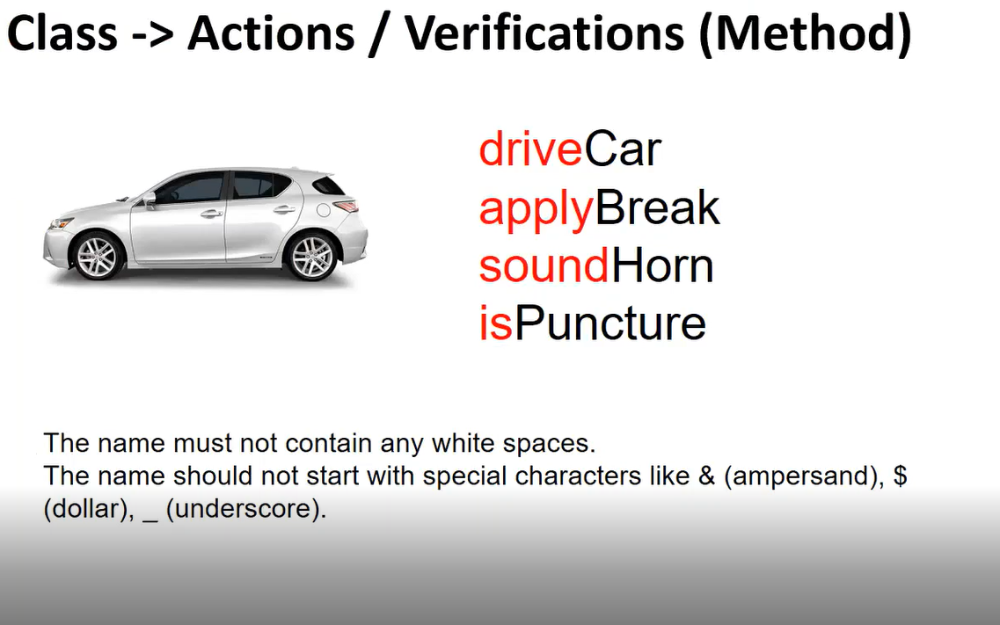 Class -> Actions / Verifications (Method)
driveCar
applyBreak
soundHorn
isPuncture
The name must not contain any white spaces.
The name should not start with special characters like & (ampersand), $
(dollar), _ (underscore).